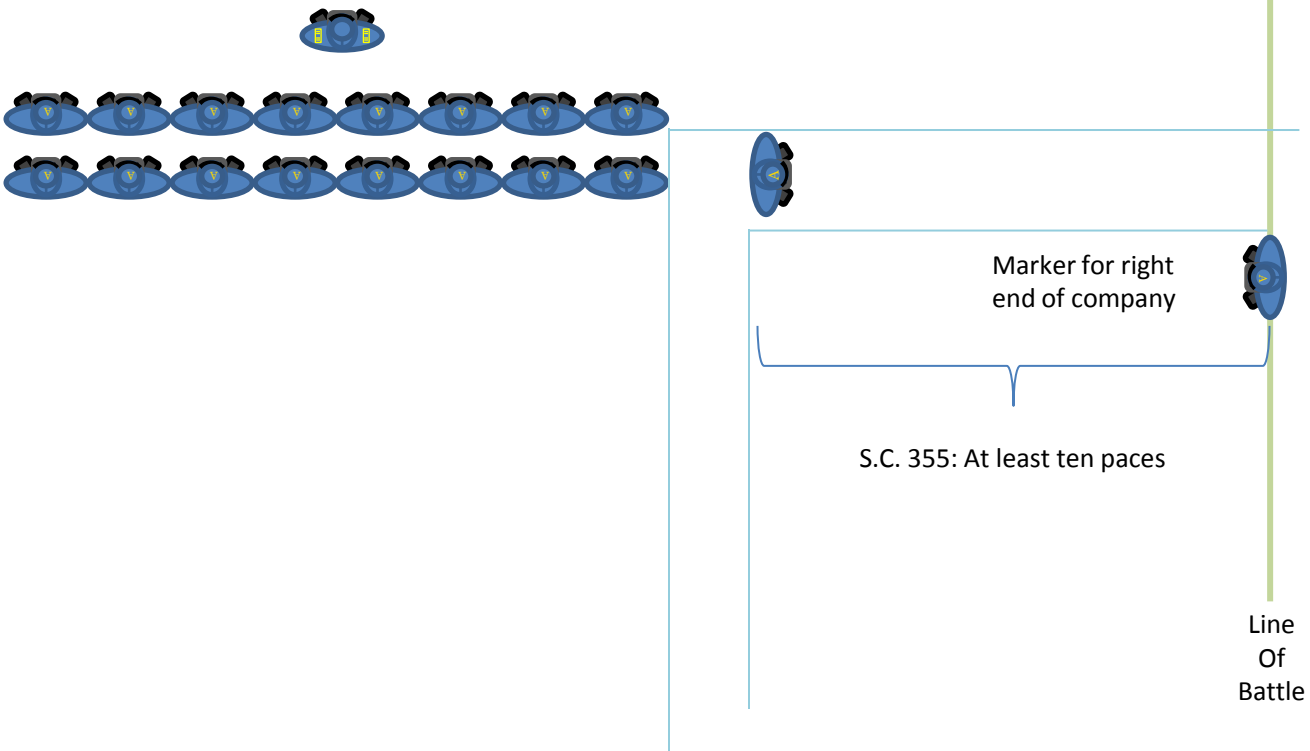 A A A A A A A A
A A A A A A A A
A
Marker for right
end of company
A
S.C. 355: At least ten paces
Line
Of
Battle